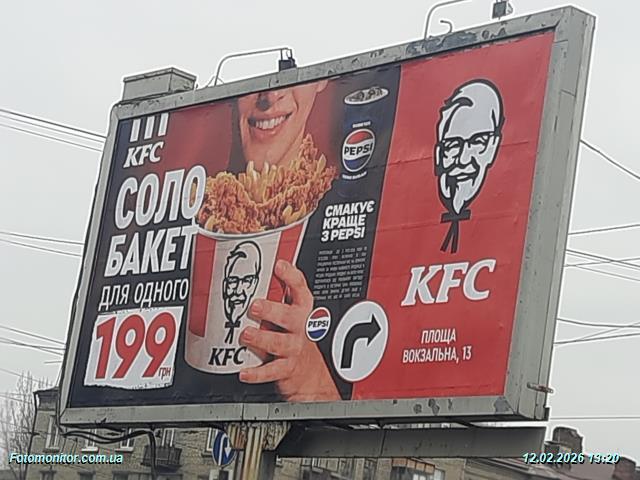 KFC
СОЛО
БАКЕТ
ДЛЯ ОДНОГО
199 ГРН
KFC
PEPSI
СМАКУЄ
КРАЩЕ
З PEPSI
PEPSI
KFC
ПЛОЩА
ВОКЗАЛЬНА, 13
Fotomonitor.com.ua
12.02.2026 13:20